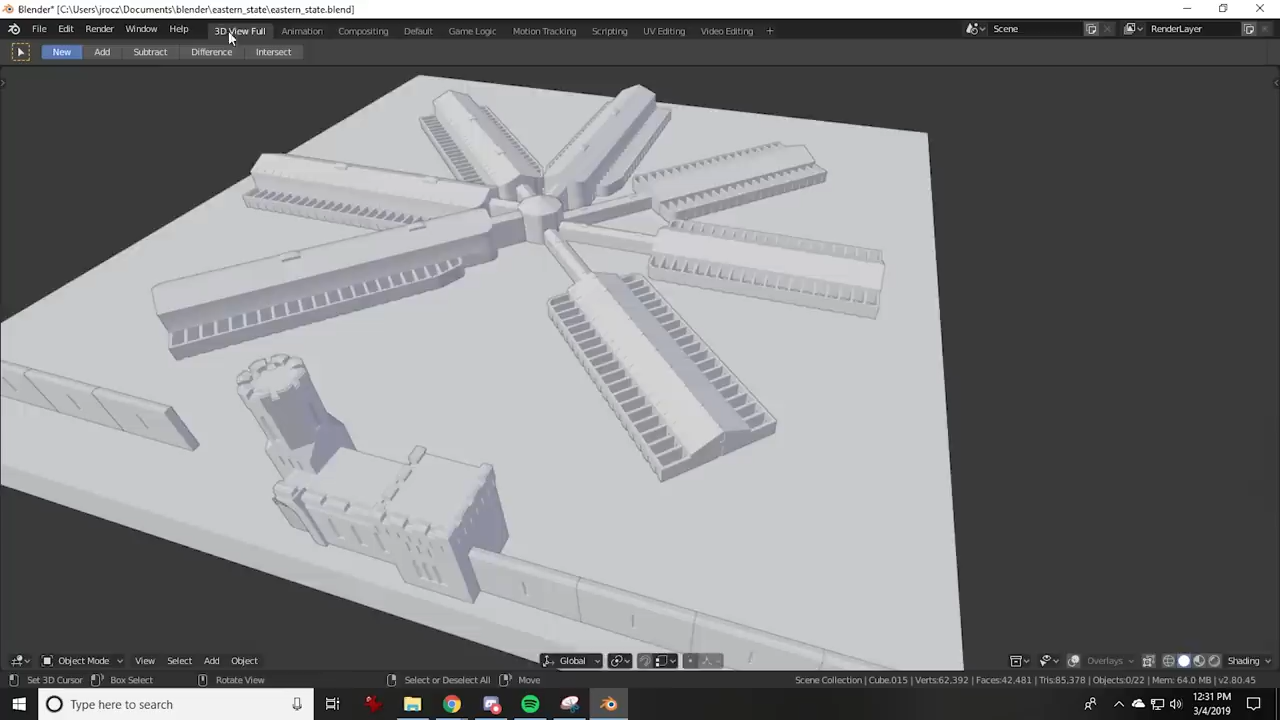 Blender* [C:\Users\jrocz\Documents\blender\eastern_state\eastern_state.blend]
File Edit Render Window Help 3D View Full Animation Compositing Default Game Logic Motion Tracking Scripting UV Editing Video Editing + Scene RenderLayer
New Add Subtract Difference Intersect
Object Mode View Select Add Object Global Overlays Shading
Set 3D Cursor Box Select Rotate View Select or Deselect All Move Scene Collection | Cube.015 | Verts:62,392 | Faces:42,481 | Tris:85,378 | Objects:0/22 | Mem: 64.0 MB | v2.80.45
Type here to search 12:31 PM
3/4/2019